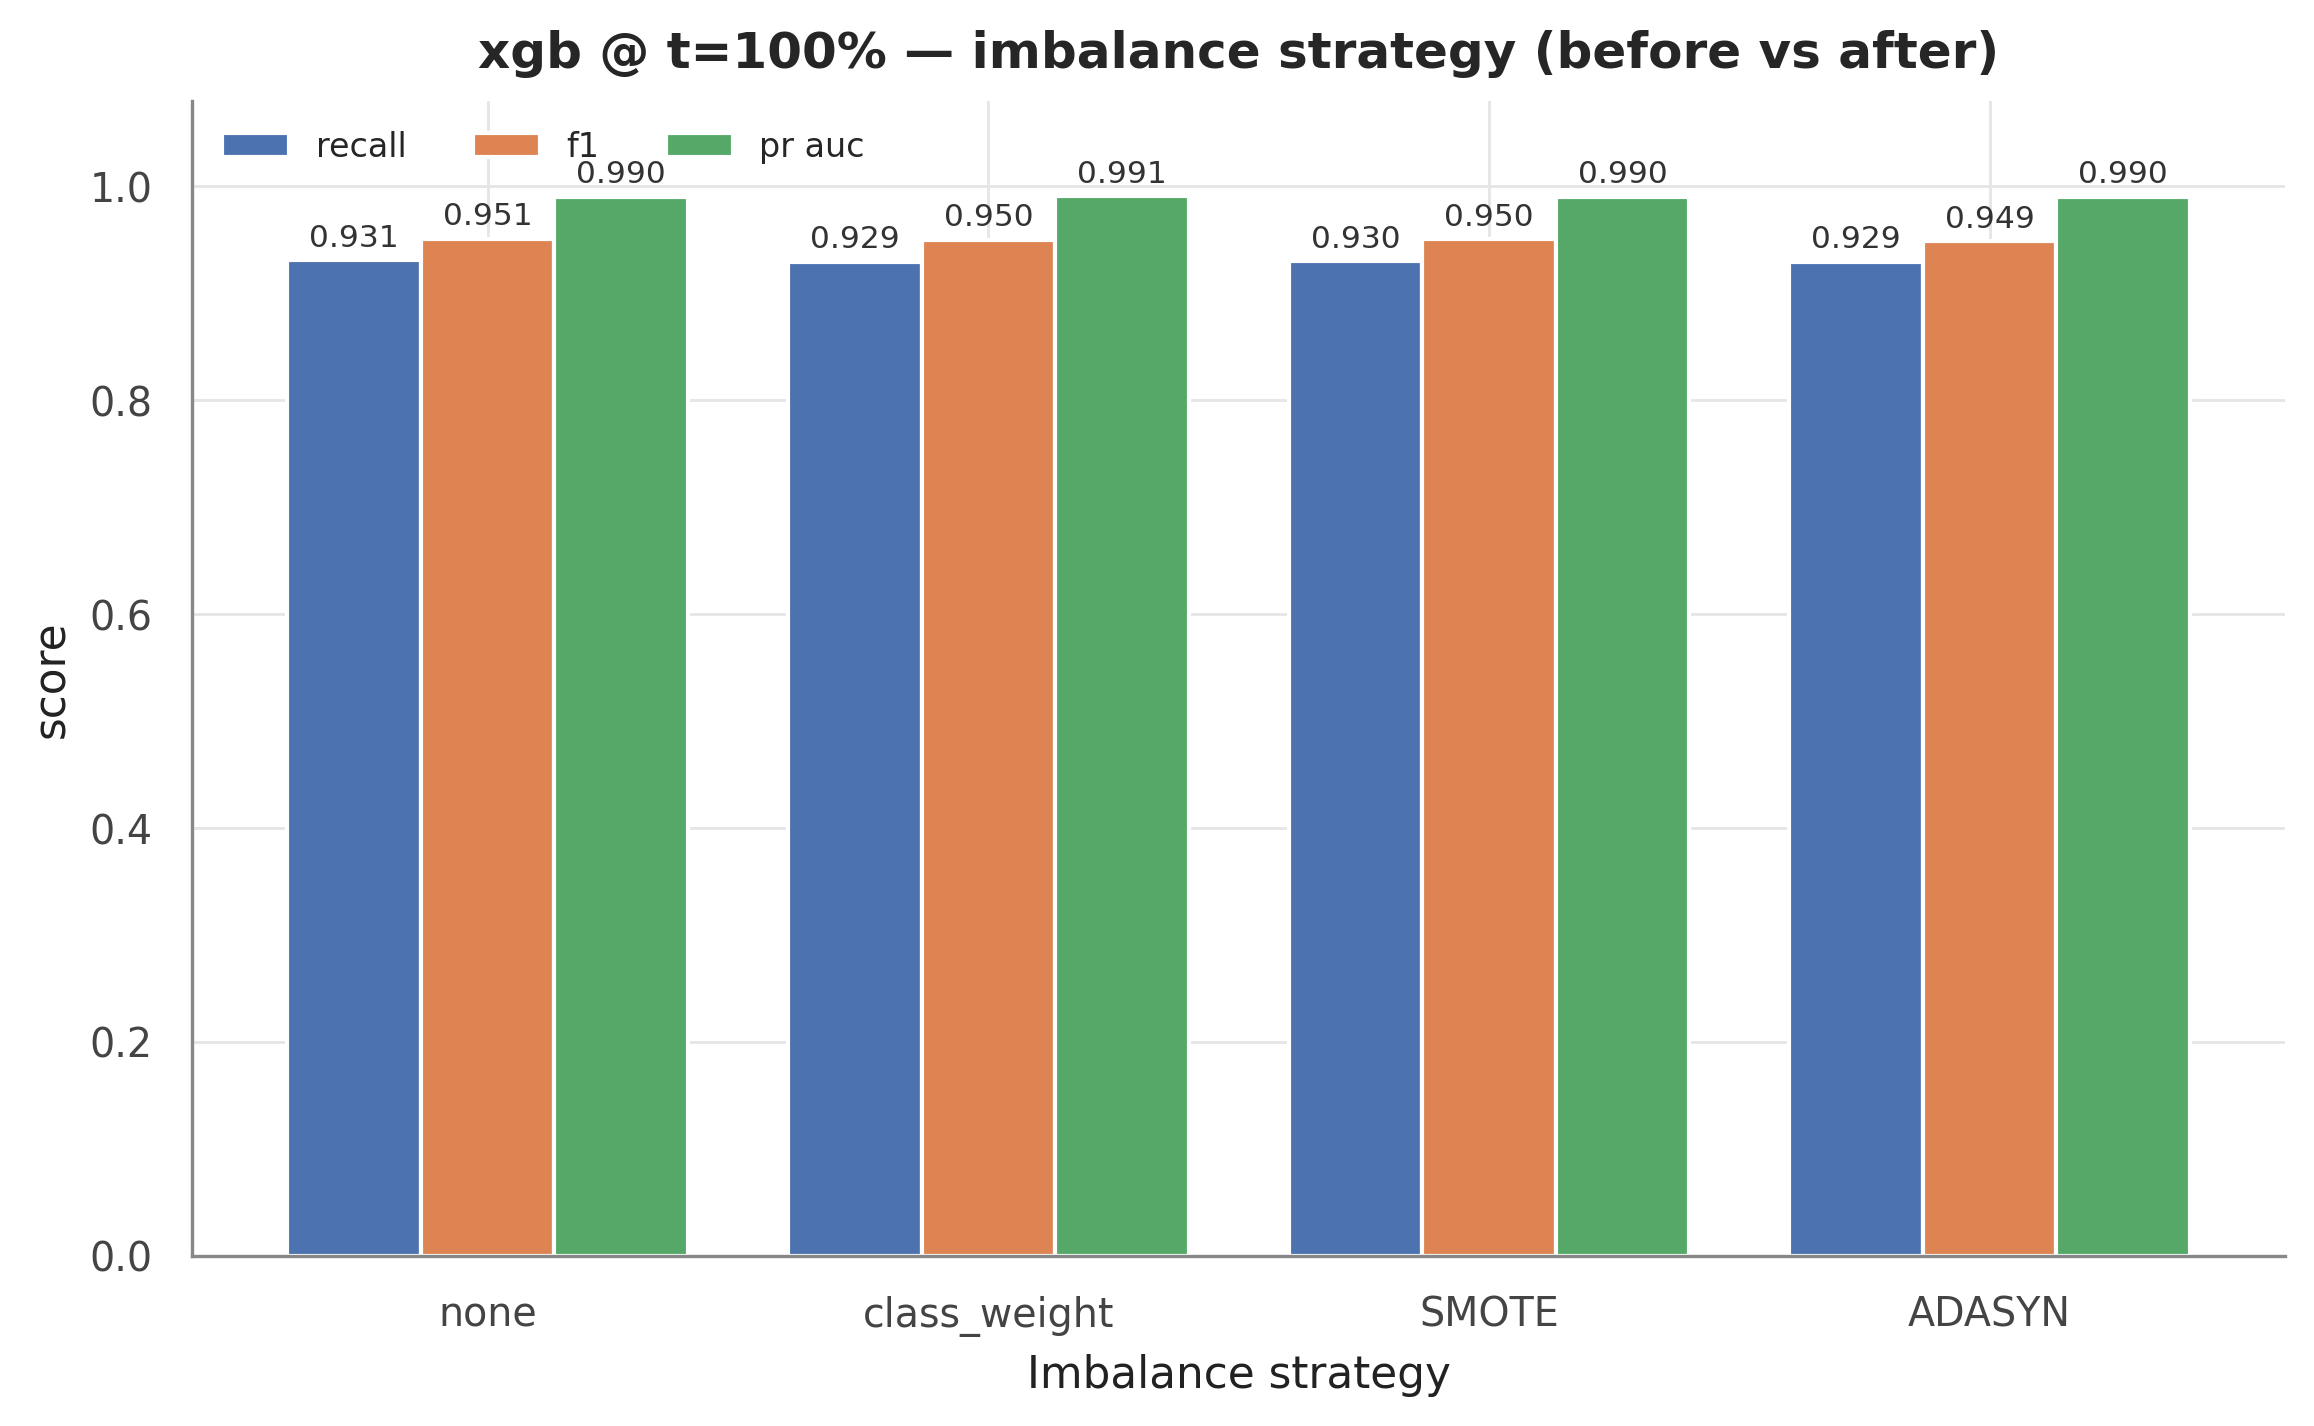 xgb @ t=100% — imbalance strategy (before vs after)
recall f1 pr auc
0.931 0.951 0.990
0.929 0.950 0.991
0.930 0.950 0.990
0.929 0.949 0.990
1.0
0.8
0.6
0.4
0.2
0.0
score
none class_weight SMOTE ADASYN
Imbalance strategy